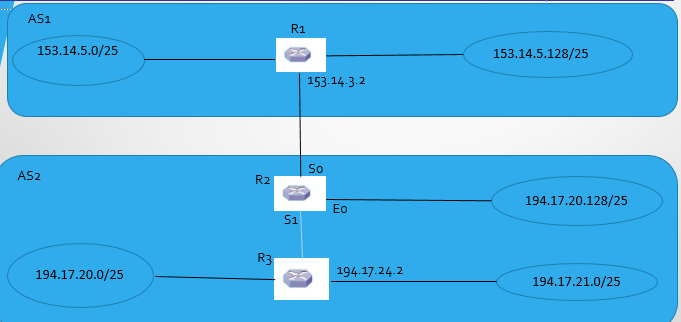 AS1
R1
153.14.5.0/25
153.14.5.128/25
153.14.3.2
AS2
S0
R2
E0
194.17.20.128/25
S1
R3
194.17.24.2
194.17.20.0/25
194.17.21.0/25